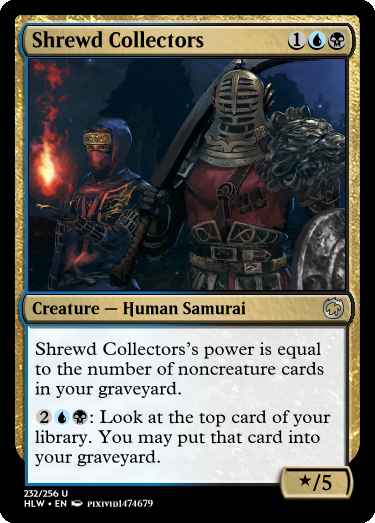 Shrewd Collectors 1
Creature — Human Samurai
Shrewd Collectors's power is equal
to the number of noncreature cards
in your graveyard.
2: Look at the top card of your
library. You may put that card into
your graveyard.
★/5
232/256 U
HLW • EN PIXIVID1474679